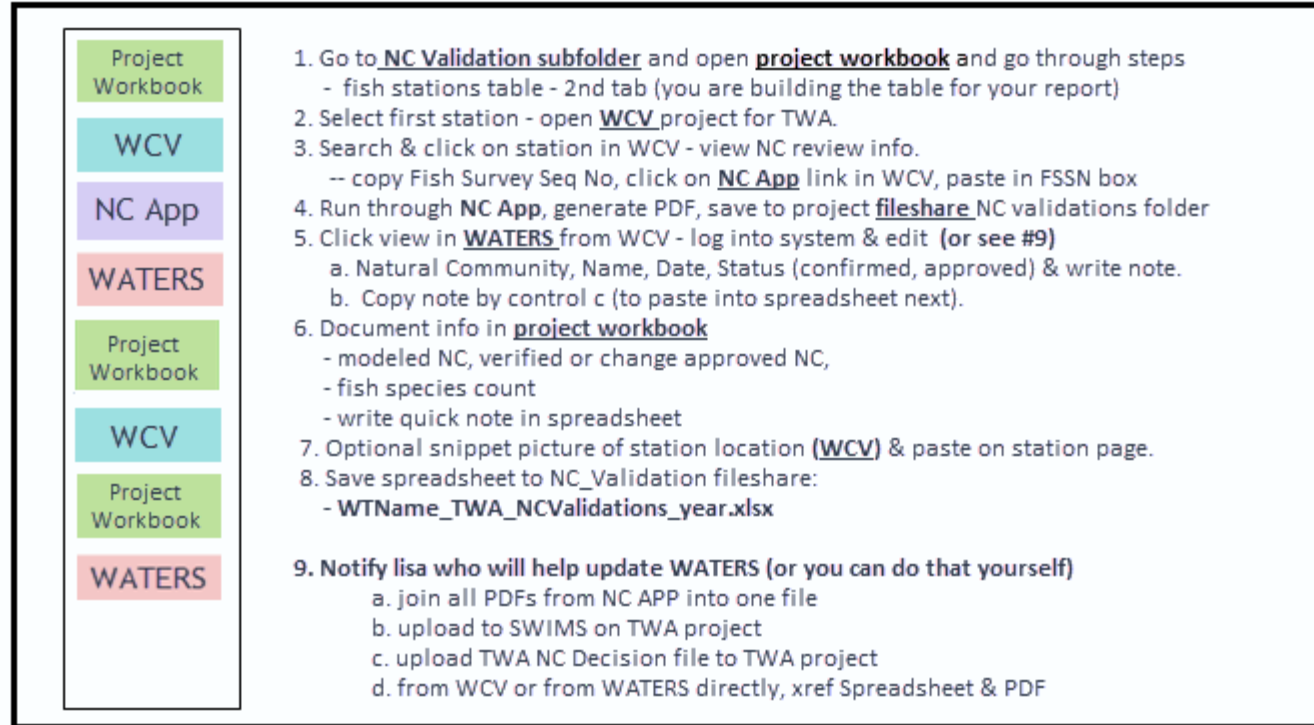 Project
Workbook
WCV
NC App
WATERS
Project
Workbook
WCV
Project
Workbook
WATERS
1. Go to NC Validation subfolder and open project workbook and go through steps
- fish stations table - 2nd tab (you are building the table for your report)
2. Select first station - open WCV project for TWA.
3. Search & click on station in WCV - view NC review info.
-- copy Fish Survey Seq No, click on NC App link in WCV, paste in FSSN box
4. Run through NC App, generate PDF, save to project fileshare NC validations folder
5. Click view in WATERS from WCV - log into system & edit (or see #9)
a. Natural Community, Name, Date, Status (confirmed, approved) & write note.
b. Copy note by control c (to paste into spreadsheet next).
6. Document info in project workbook
- modeled NC, verified or change approved NC,
- fish species count
- write quick note in spreadsheet
7. Optional snippet picture of station location (WCV) & paste on station page.
8. Save spreadsheet to NC_Validation fileshare:
- WTName_TWA_NCValidations_year.xlsx
9. Notify lisa who will help update WATERS (or you can do that yourself)
a. join all PDFs from NC APP into one file
b. upload to SWIMS on TWA project
c. upload TWA NC Decision file to TWA project
d. from WCV or from WATERS directly, xref Spreadsheet & PDF